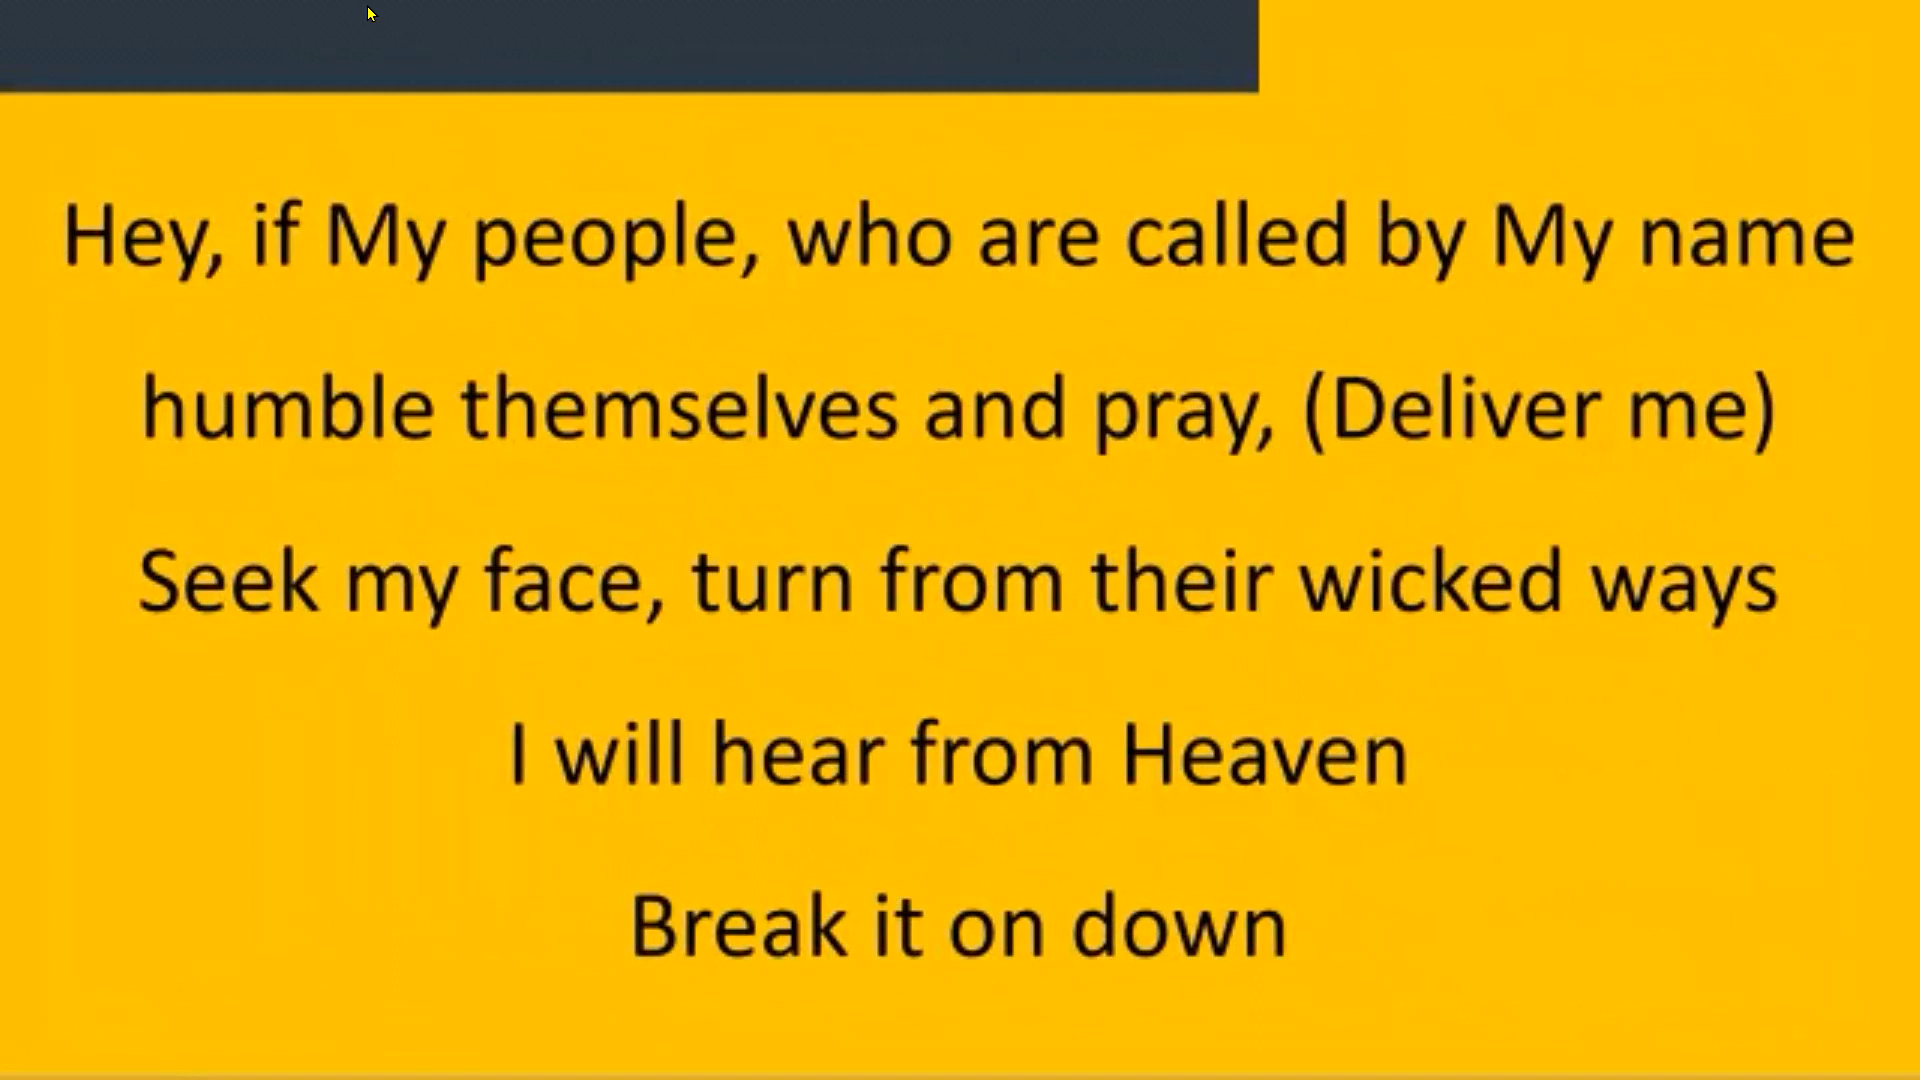 Hey, if My people, who are called by My name
humble themselves and pray, (Deliver me)
Seek my face, turn from their wicked ways
I will hear from Heaven
Break it on down